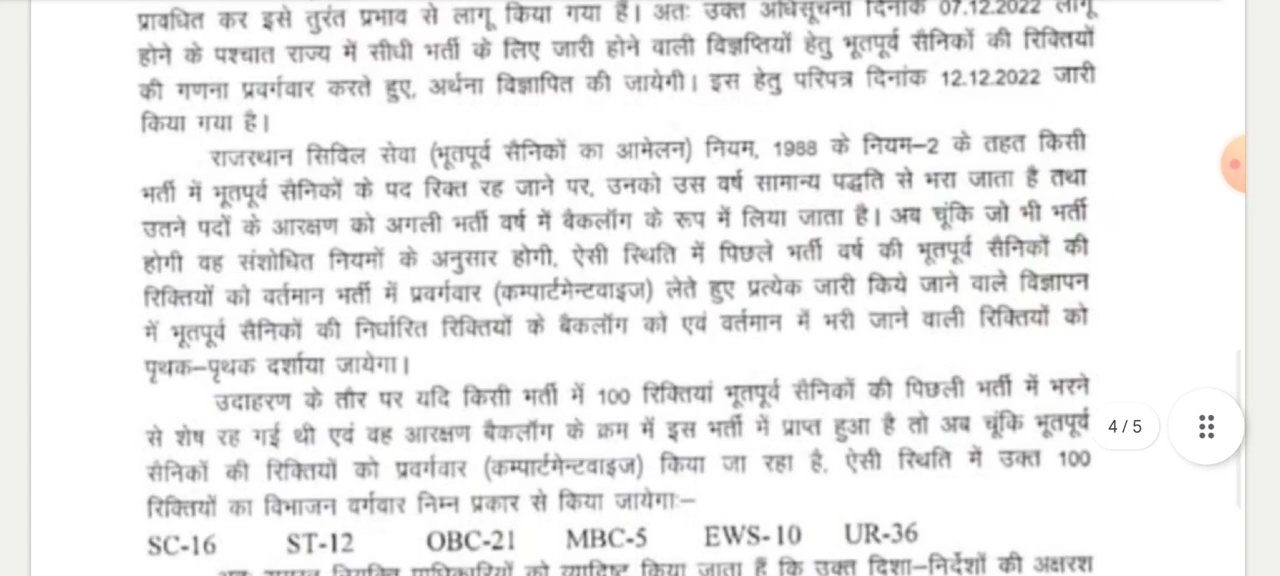 प्रावधित कर इसे तुरंत प्रभाव से लागू किया गया है। अतः उक्त अधिसूचना दिनांक 07.12.2022 लागू
होने के पश्चात राज्य में सीधी भर्ती के लिए जारी होने वाली विज्ञप्तियों हेतु भूतपूर्व सैनिकों की रिक्तियों
की गणना प्रवर्गवार करते हुए, अर्थना विज्ञापित की जायेगी। इस हेतु परिपत्र दिनांक 12.12.2022 जारी
किया गया है।
राजस्थान सिविल सेवा (भूतपूर्व सैनिकों का आमेलन) नियम, 1988 के नियम–2 के तहत किसी
भर्ती में भूतपूर्व सैनिकों के पद रिक्त रह जाने पर, उनको उस वर्ष सामान्य पद्धति से भरा जाता है तथा
उतने पदों के आरक्षण को अगली भर्ती वर्ष में बैकलॉग के रूप में लिया जाता है। अब चूंकि जो भी भर्ती
होगी वह संशोधित नियमों के अनुसार होगी, ऐसी स्थिति में पिछले भर्ती वर्ष की भूतपूर्व सैनिकों की
रिक्तियों को वर्तमान भर्ती में प्रवर्गवार (कम्पार्टमेन्टवाइज) लेते हुए प्रत्येक जारी किये जाने वाले विज्ञापन
में भूतपूर्व सैनिकों की निर्धारित रिक्तियों के बैकलॉग को एवं वर्तमान में भरी जाने वाली रिक्तियों को
पृथक–पृथक दर्शाया जायेगा।
उदाहरण के तौर पर यदि किसी भर्ती में 100 रिक्तियां भूतपूर्व सैनिकों की पिछली भर्ती में भरने
से शेष रह गई थी एवं वह आरक्षण बैकलॉग के क्रम में इस भर्ती में प्राप्त हुआ है तो अब चूंकि भूतपूर्व
सैनिकों की रिक्तियों को प्रवर्गवार (कम्पार्टमेन्टवाइज) किया जा रहा है, ऐसी स्थिति में उक्त 100
रिक्तियों का विभाजन वर्गवार निम्न प्रकार से किया जायेगाः–
SC-16 ST-12 OBC-21 MBC-5 EWS-10 UR-36
अतः समस्त नियुक्ति प्राधिकारियों को व्यादिष्ट किया जाता है कि उक्त दिशा–निर्देशों की अक्षरश
4/5